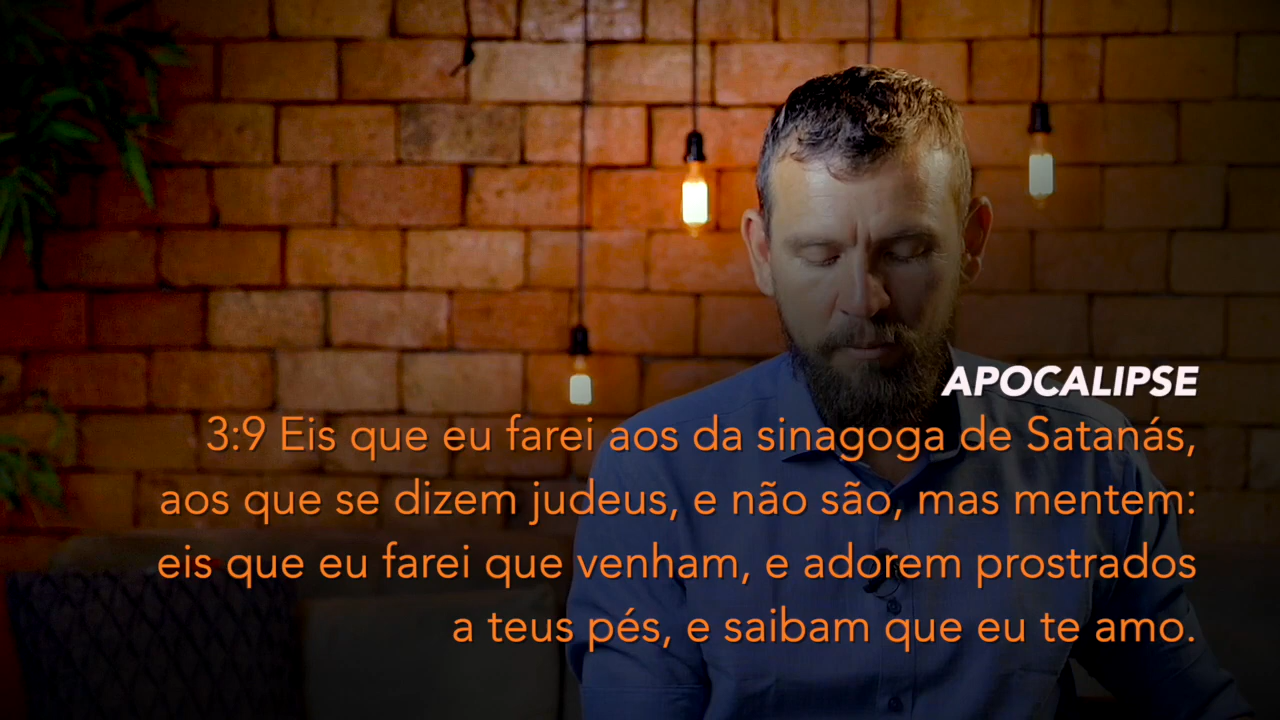 APOCALIPSE
3:9 Eis que eu farei aos da sinagoga de Satanás,
aos que se dizem judeus, e não são, mas mentem:
eis que eu farei que venham, e adorem prostrados
a teus pés, e saibam que eu te amo.